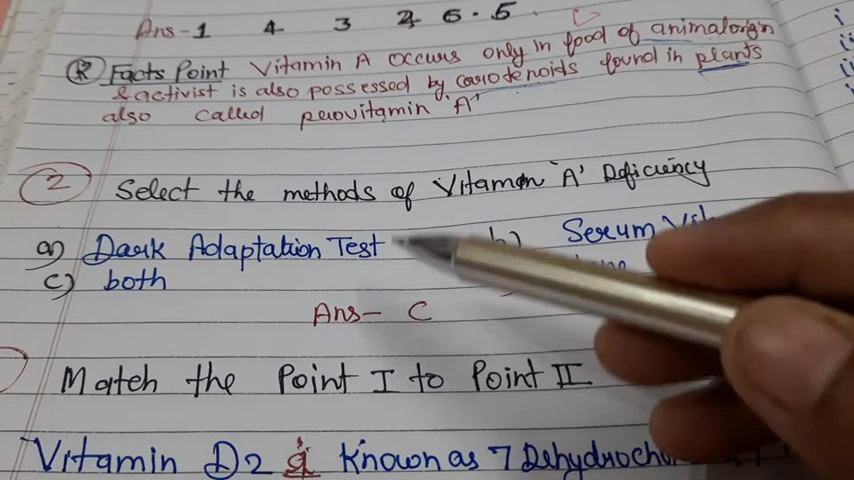 Ans-1 4 3 2 6.5
R Facts Point Vitamin A occurs only in food of animal origin
& activist is also possessed by carotenoids found in plants
also called provitamin 'A'
2 Select the methods of Vitamin 'A' Deficiency
a) Dark Adaptation Test b) Serum
c) both
Ans- C
Match the Point I to Point II
Vitamin D2 Known as 7